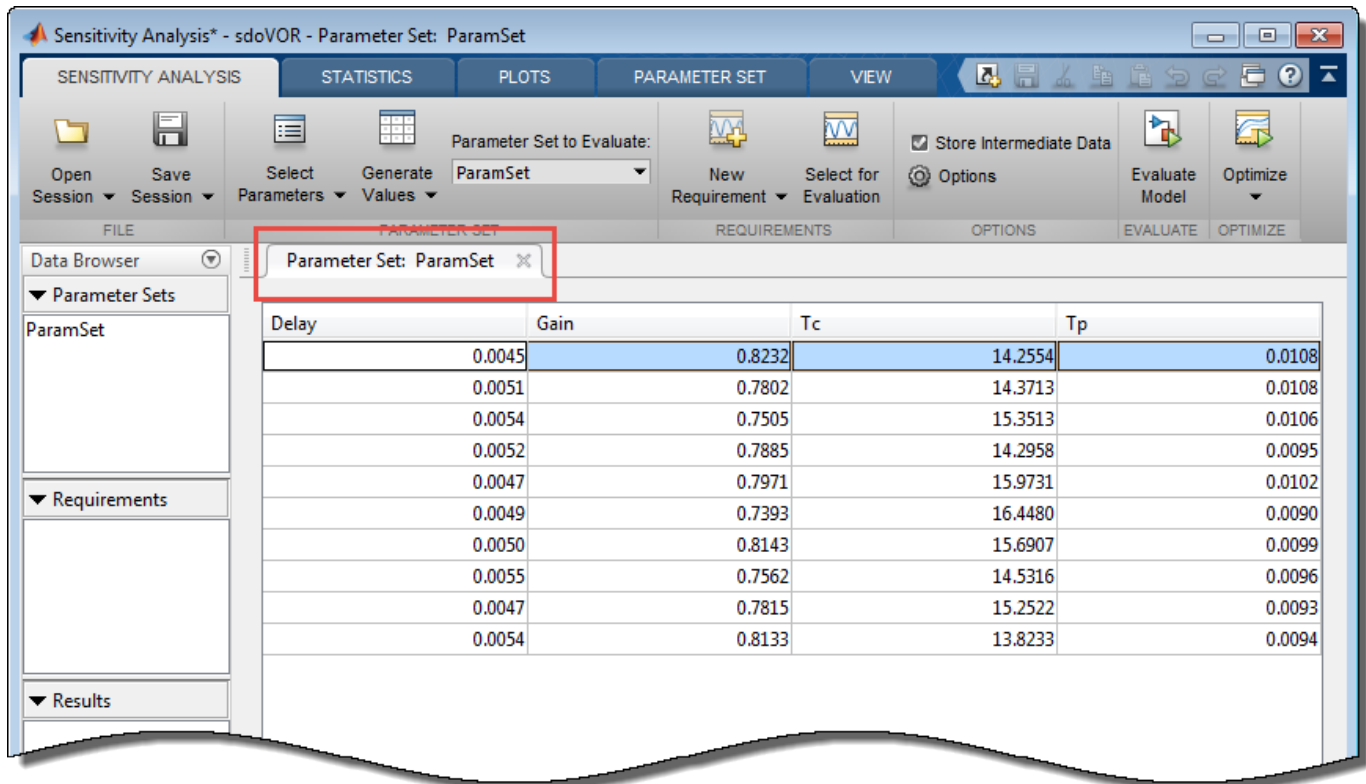 Sensitivity Analysis* - sdoVOR - Parameter Set: ParamSet
SENSITIVITY ANALYSIS STATISTICS PLOTS PARAMETER SET VIEW
Open Session
Save Session
Select Parameters
Generate Values
Parameter Set to Evaluate:
ParamSet
New Requirement
Select for Evaluation
Store Intermediate Data
Options
Evaluate Model
Optimize
FILE PARAMETER SET REQUIREMENTS OPTIONS EVALUATE OPTIMIZE
Data Browser
Parameter Set: ParamSet
Parameter Sets
ParamSet
Requirements
Results
Delay Gain Tc Tp
0.0045 0.8232 14.2554 0.0108
0.0051 0.7802 14.3713 0.0108
0.0054 0.7505 15.3513 0.0106
0.0052 0.7885 14.2958 0.0095
0.0047 0.7971 15.9731 0.0102
0.0049 0.7393 16.4480 0.0090
0.0050 0.8143 15.6907 0.0099
0.0055 0.7562 14.5316 0.0096
0.0047 0.7815 15.2522 0.0093
0.0054 0.8133 13.8233 0.0094